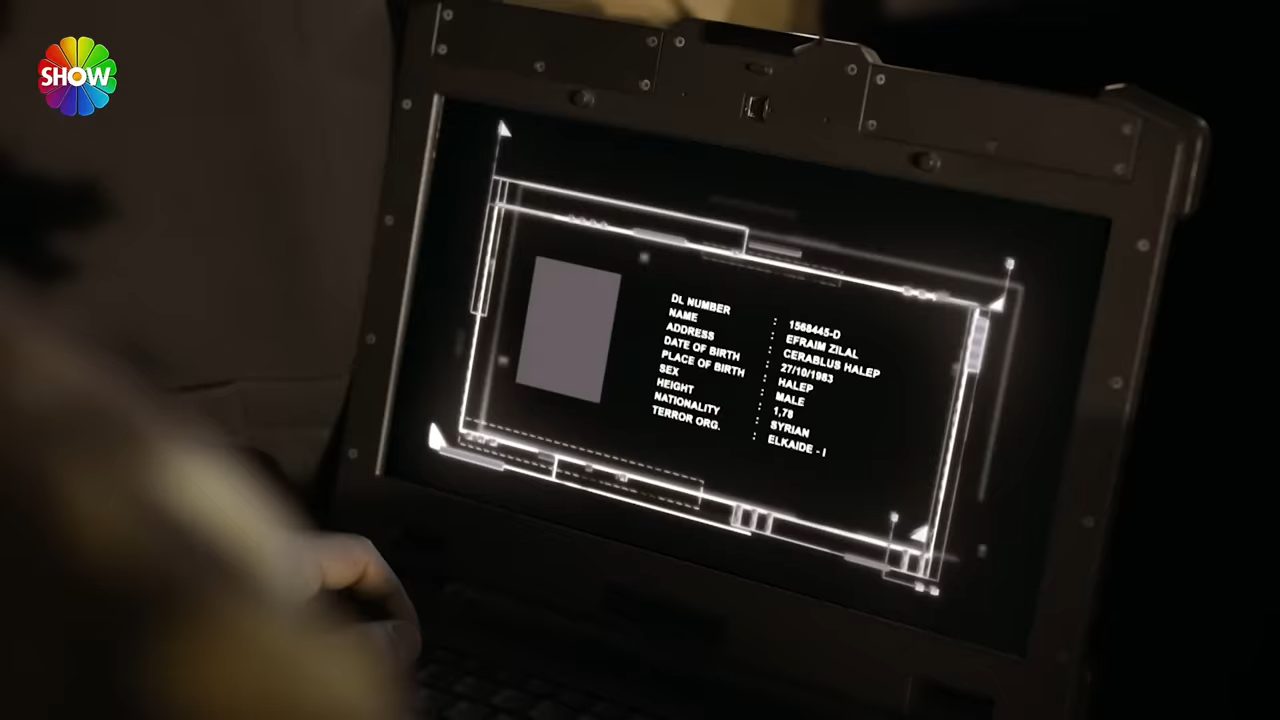 SHOW
DL NUMBER : 1568445-D
NAME : EFRAIM ZILAL
ADDRESS : CERABLUS HALEP
DATE OF BIRTH : 27/10/1983
PLACE OF BIRTH : HALEP
SEX : MALE
HEIGHT : 1,78
NATIONALITY : SYRIAN
TERROR ORG. : ELKAIDE - I